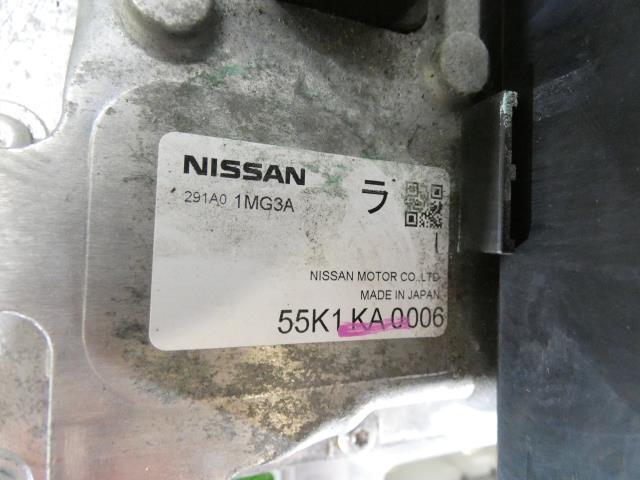 NISSAN
291A0 1MG3A ラ
NISSAN MOTOR CO.,LTD.
MADE IN JAPAN
55K1KA0006